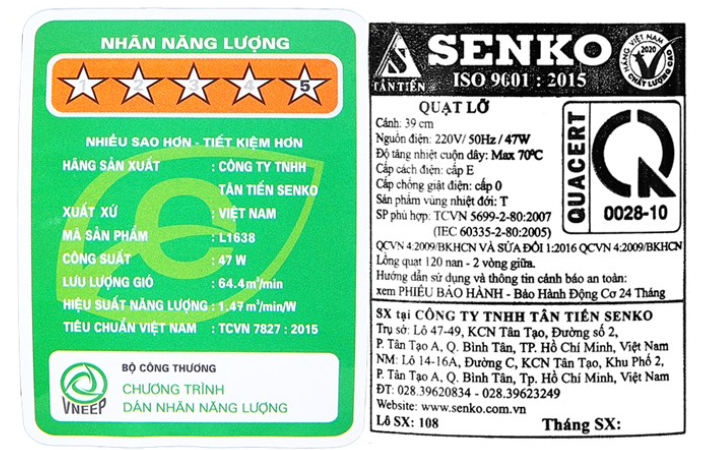 NHÃN NĂNG LƯỢNG
1 2 3 4 5
NHIỀU SAO HƠN - TIẾT KIỆM HƠN
HÃNG SẢN XUẤT : CÔNG TY TNHH
TÂN TIẾN SENKO
XUẤT XỨ : VIỆT NAM
MÃ SẢN PHẨM : L1638
CÔNG SUẤT : 47 W
LƯU LƯỢNG GIÓ : 64.4 m³/min
HIỆU SUẤT NĂNG LƯỢNG : 1.47 m³/min/W
TIÊU CHUẨN VIỆT NAM : TCVN 7827 : 2015
VNEEP
BỘ CÔNG THƯƠNG
CHƯƠNG TRÌNH
DÁN NHÃN NĂNG LƯỢNG
TÂN TIẾN
SENKO
ISO 9001 : 2015
HÀNG VIỆT NAM
2020
CHẤT LƯỢNG CAO
QUẠT LỠ
Cánh: 39 cm
Nguồn điện: 220V/ 50Hz / 47W
Độ tăng nhiệt cuộn dây: Max 70ºC
Cấp cách điện: cấp E
Cấp chống giật điện: cấp 0
Sản phẩm vùng nhiệt đới: T
SP phù hợp: TCVN 5699-2-80:2007
(IEC 60335-2-80:2005)
QUACERT
0028-10
QCVN 4:2009/BKHCN VÀ SỬA ĐỔI 1:2016 QCVN 4:2009/BKHCN
Lồng quạt 120 nan - 2 vòng giữa.
Hướng dẫn sử dụng và thông tin cảnh báo an toàn:
xem PHIẾU BẢO HÀNH - Bảo Hành Động Cơ 24 Tháng
SX tại CÔNG TY TNHH TÂN TIẾN SENKO
Trụ sở: Lô 47-49, KCN Tân Tạo, Đường số 2,
P. Tân Tạo A, Q. Bình Tân, TP. Hồ Chí Minh, Việt Nam
NM: Lô 14-16A, Đường C, KCN Tân Tạo, Khu Phố 2,
P. Tân Tạo A, Q. Bình Tân, Tp. Hồ Chí Minh, Việt Nam
ĐT: 028.39620834 - 028.39623249
Website: www.senko.com.vn
Lô SX: 108 Tháng SX: